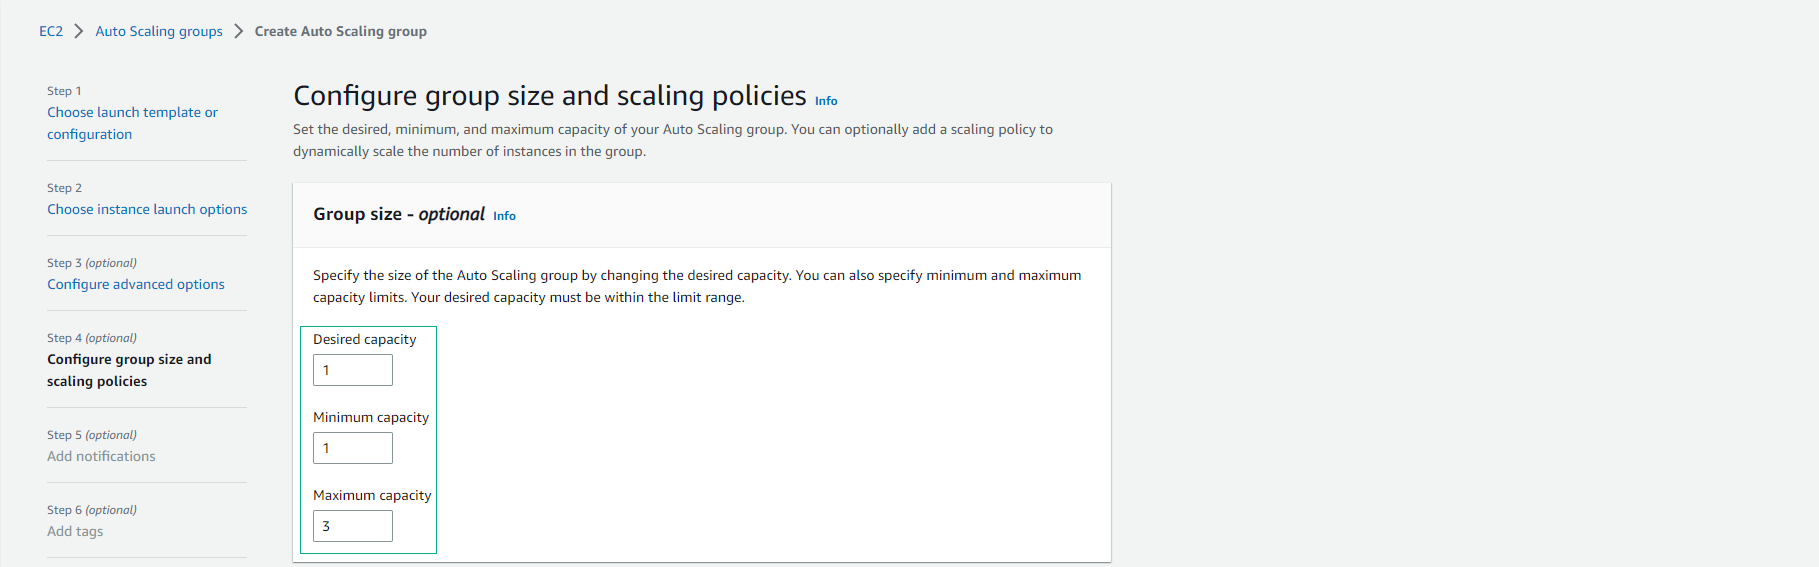 EC2 > Auto Scaling groups > Create Auto Scaling group
Step 1
Choose launch template or
configuration
Step 2
Choose instance launch options
Step 3 (optional)
Configure advanced options
Step 4 (optional)
Configure group size and
scaling policies
Step 5 (optional)
Add notifications
Step 6 (optional)
Add tags
Configure group size and scaling policies Info
Set the desired, minimum, and maximum capacity of your Auto Scaling group. You can optionally add a scaling policy to
dynamically scale the number of instances in the group.
Group size - optional Info
Specify the size of the Auto Scaling group by changing the desired capacity. You can also specify minimum and maximum
capacity limits. Your desired capacity must be within the limit range.
Desired capacity
1
Minimum capacity
1
Maximum capacity
3